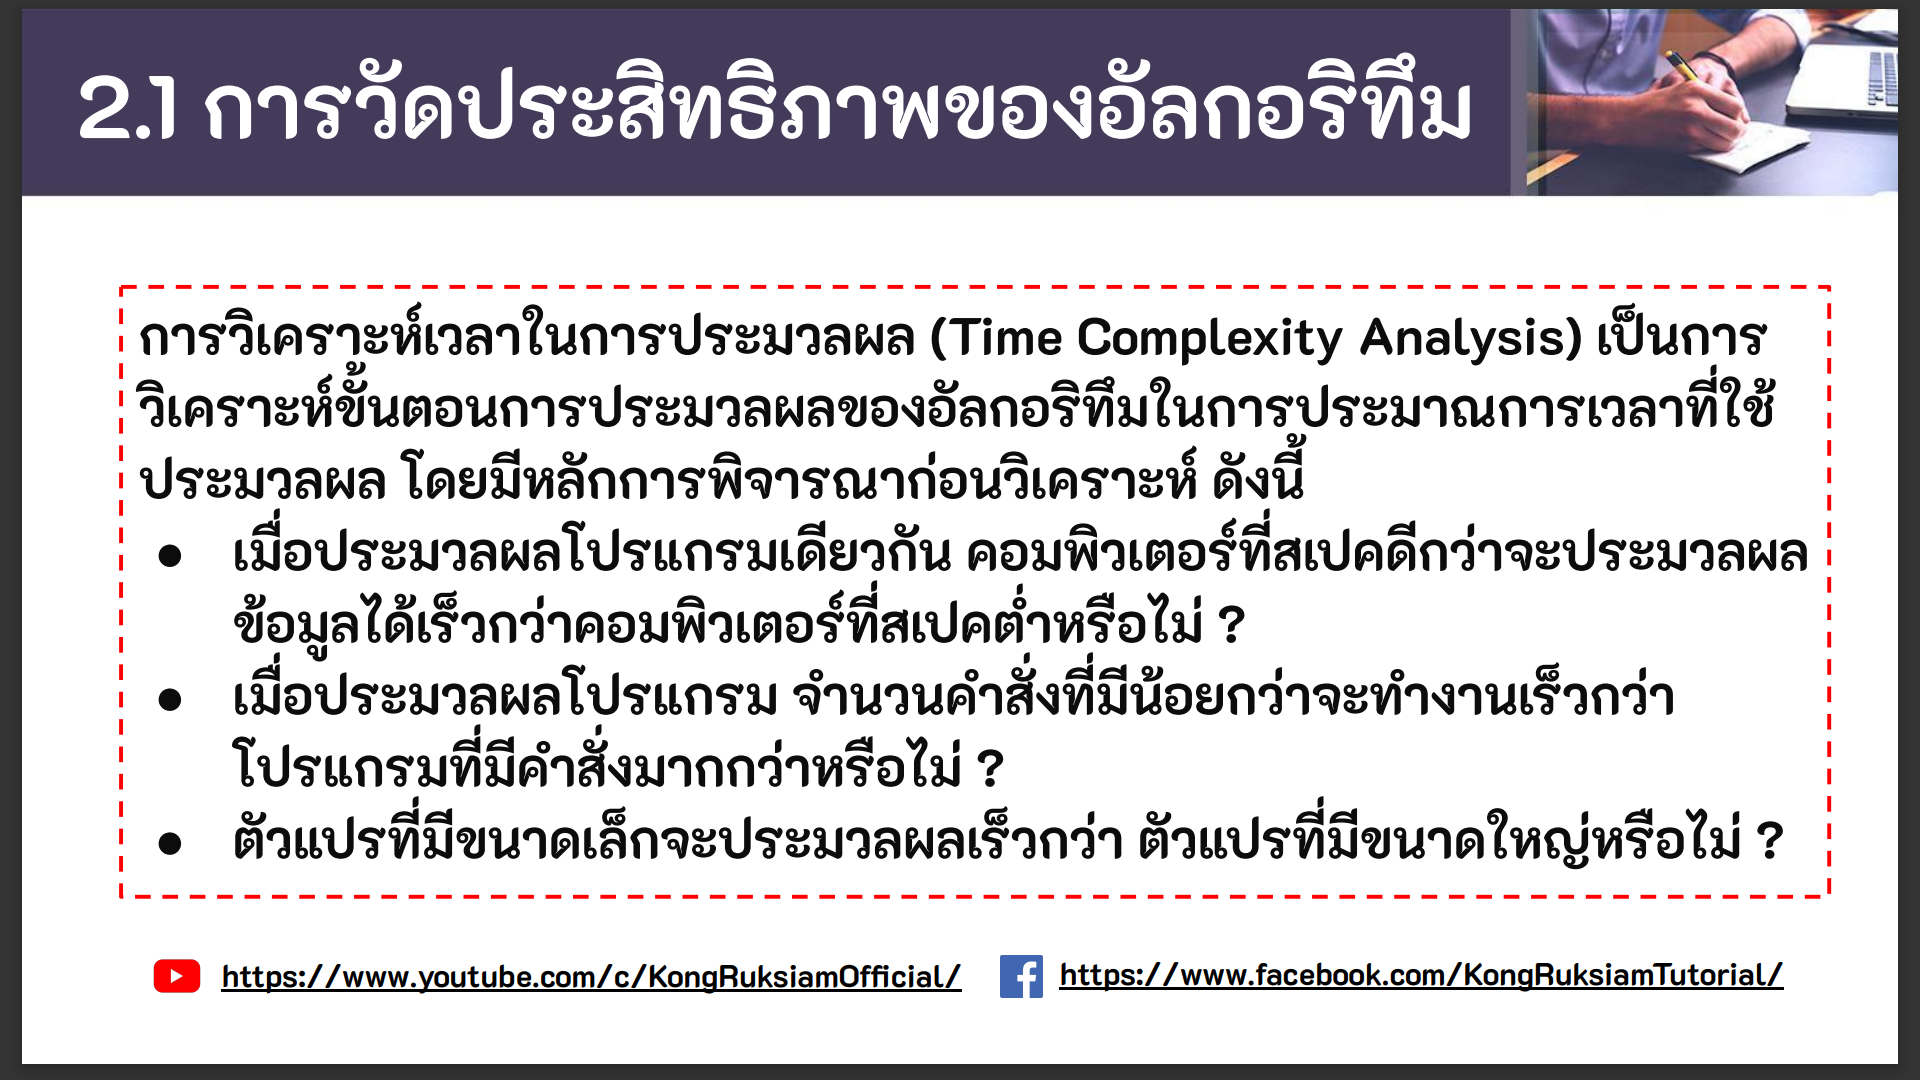 2.1 การวัดประสิทธิภาพของอัลกอริทึม
การวิเคราะห์เวลาในการประมวลผล (Time Complexity Analysis) เป็นการ
วิเคราะห์ขั้นตอนการประมวลผลของอัลกอริทึมในการประมาณการเวลาที่ใช้
ประมวลผล โดยมีหลักการพิจารณาก่อนวิเคราะห์ ดังนี้
● เมื่อประมวลผลโปรแกรมเดียวกัน คอมพิวเตอร์ที่สเปคดีกว่าจะประมวลผล
ข้อมูลได้เร็วกว่าคอมพิวเตอร์ที่สเปคต่ำหรือไม่ ?
● เมื่อประมวลผลโปรแกรม จำนวนคำสั่งที่มีน้อยกว่าจะทำงานเร็วกว่า
โปรแกรมที่มีคำสั่งมากกว่าหรือไม่ ?
● ตัวแปรที่มีขนาดเล็กจะประมวลผลเร็วกว่า ตัวแปรที่มีขนาดใหญ่หรือไม่ ?
https://www.youtube.com/c/KongRuksiamOfficial/
https://www.facebook.com/KongRuksiamTutorial/